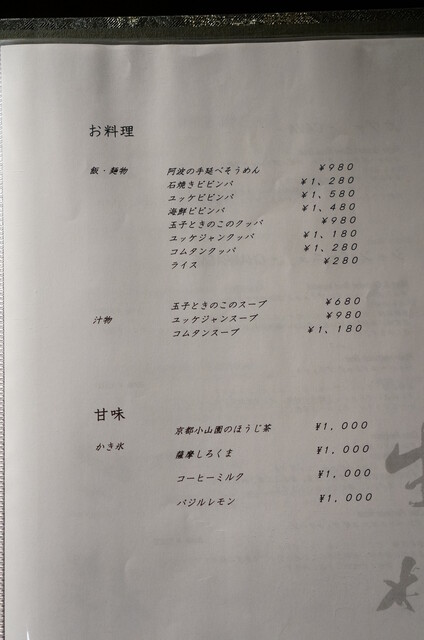 お料理
飯・麺物 阿波の手延べそうめん ¥980
石焼きビビンバ ¥1,280
ユッケビビンバ ¥1,580
海鮮ビビンバ ¥1,480
玉子ときのこのクッパ ¥980
ユッケジャンクッパ ¥1,180
コムタンクッパ ¥1,280
ライス ¥280
玉子ときのこのスープ ¥680
汁物 ユッケジャンスープ ¥980
コムタンスープ ¥1,180
甘味
かき氷 京都小山園のほうじ茶 ¥1,000
薩摩しろくま ¥1,000
コーヒーミルク ¥1,000
バジルレモン ¥1,000